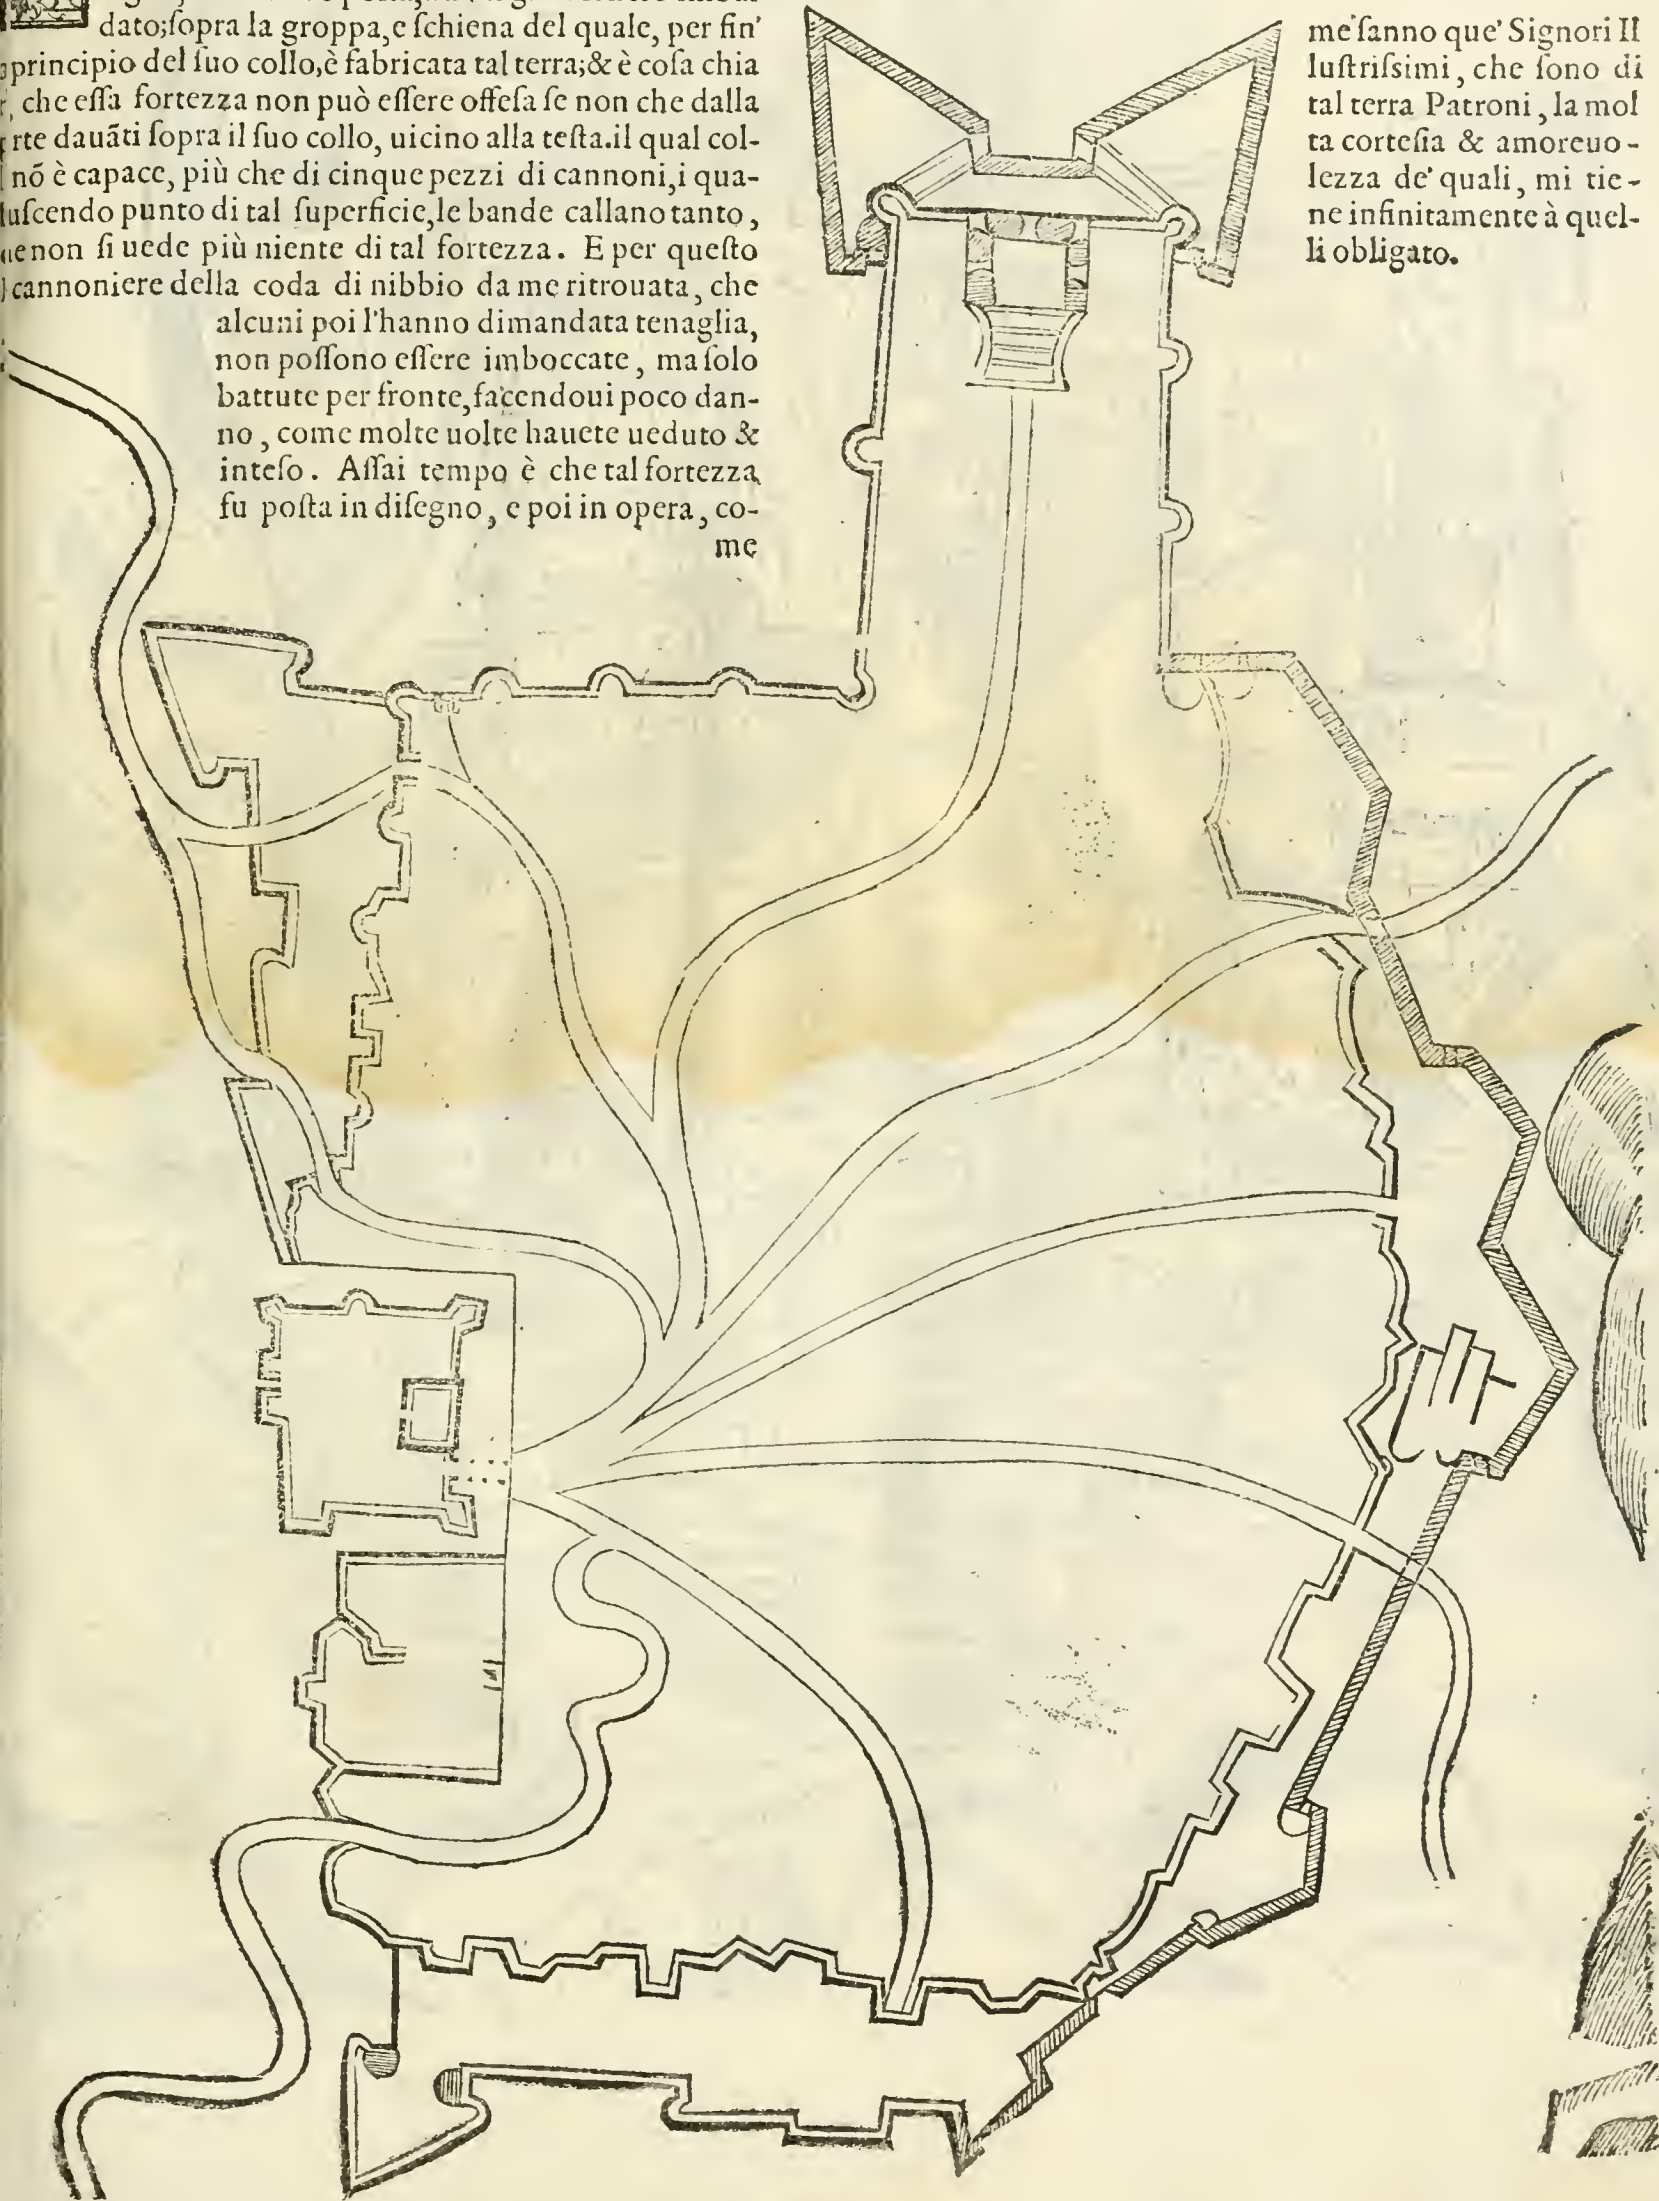 dato;ſopra la groppa,e ſchiena del quale, per fin'
principio del ſuo collo,è fabricata tal terra;& è coſa chia
, che eſſa fortezza non può eſſere offeſa ſe non che dalla
rte dauãti ſopra il ſuo collo, uicino alla teſta.il qual col-
nõ è capace, più che di cinque pezzi di cannoni,i qua-
uſcendo punto di tal ſuperficie,le bande callano tanto,
e non ſi uede più niente di tal fortezza. E per queſto
cannoniere della coda di nibbio da me ritrouata, che
alcuni poi l'hanno dimandata tenaglia,
non poſſono eſſere imboccate, ma ſolo
battute per fronte,facendoui poco dan-
no, come molte uolte hauete ueduto &
inteſo. Aſſai tempo è che tal fortezza
fu poſta in diſegno, e poi in opera, co-
me
me ſanno que' Signori Il
luſtriſsimi, che ſono di
tal terra Patroni, la mol
ta corteſia & amoreuo-
lezza de' quali, mi tie-
ne infinitamente à quel-
li obligato.